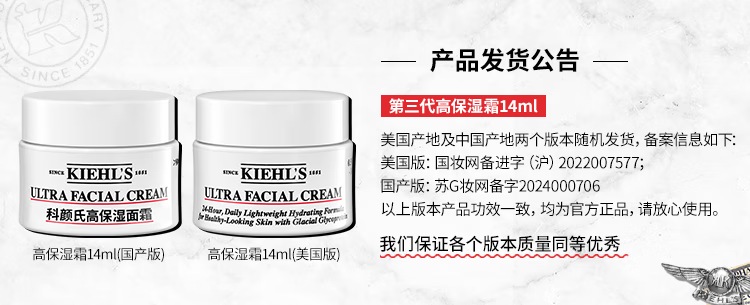 SINCE 1851
产品发货公告
第三代高保湿霜14ml
美国产地及中国产地两个版本随机发货，备案信息如下:
美国版: 国妆网备进字（沪）2022007577;
国产版: 苏G妆网备字2024000706
以上版本产品功效一致，均为官方正品，请放心使用。
我们保证各个版本质量同等优秀
SINCE KIEHL'S 1851
ULTRA FACIAL CREAM
科颜氏高保湿面霜
高保湿霜14ml(国产版)
SINCE KIEHL'S 1851
ULTRA FACIAL CREAM
24-Hour, Daily Lightweight Hydrating Formula
for Healthy-Looking Skin with Glacial Glycoprotein
高保湿霜14ml(美国版)